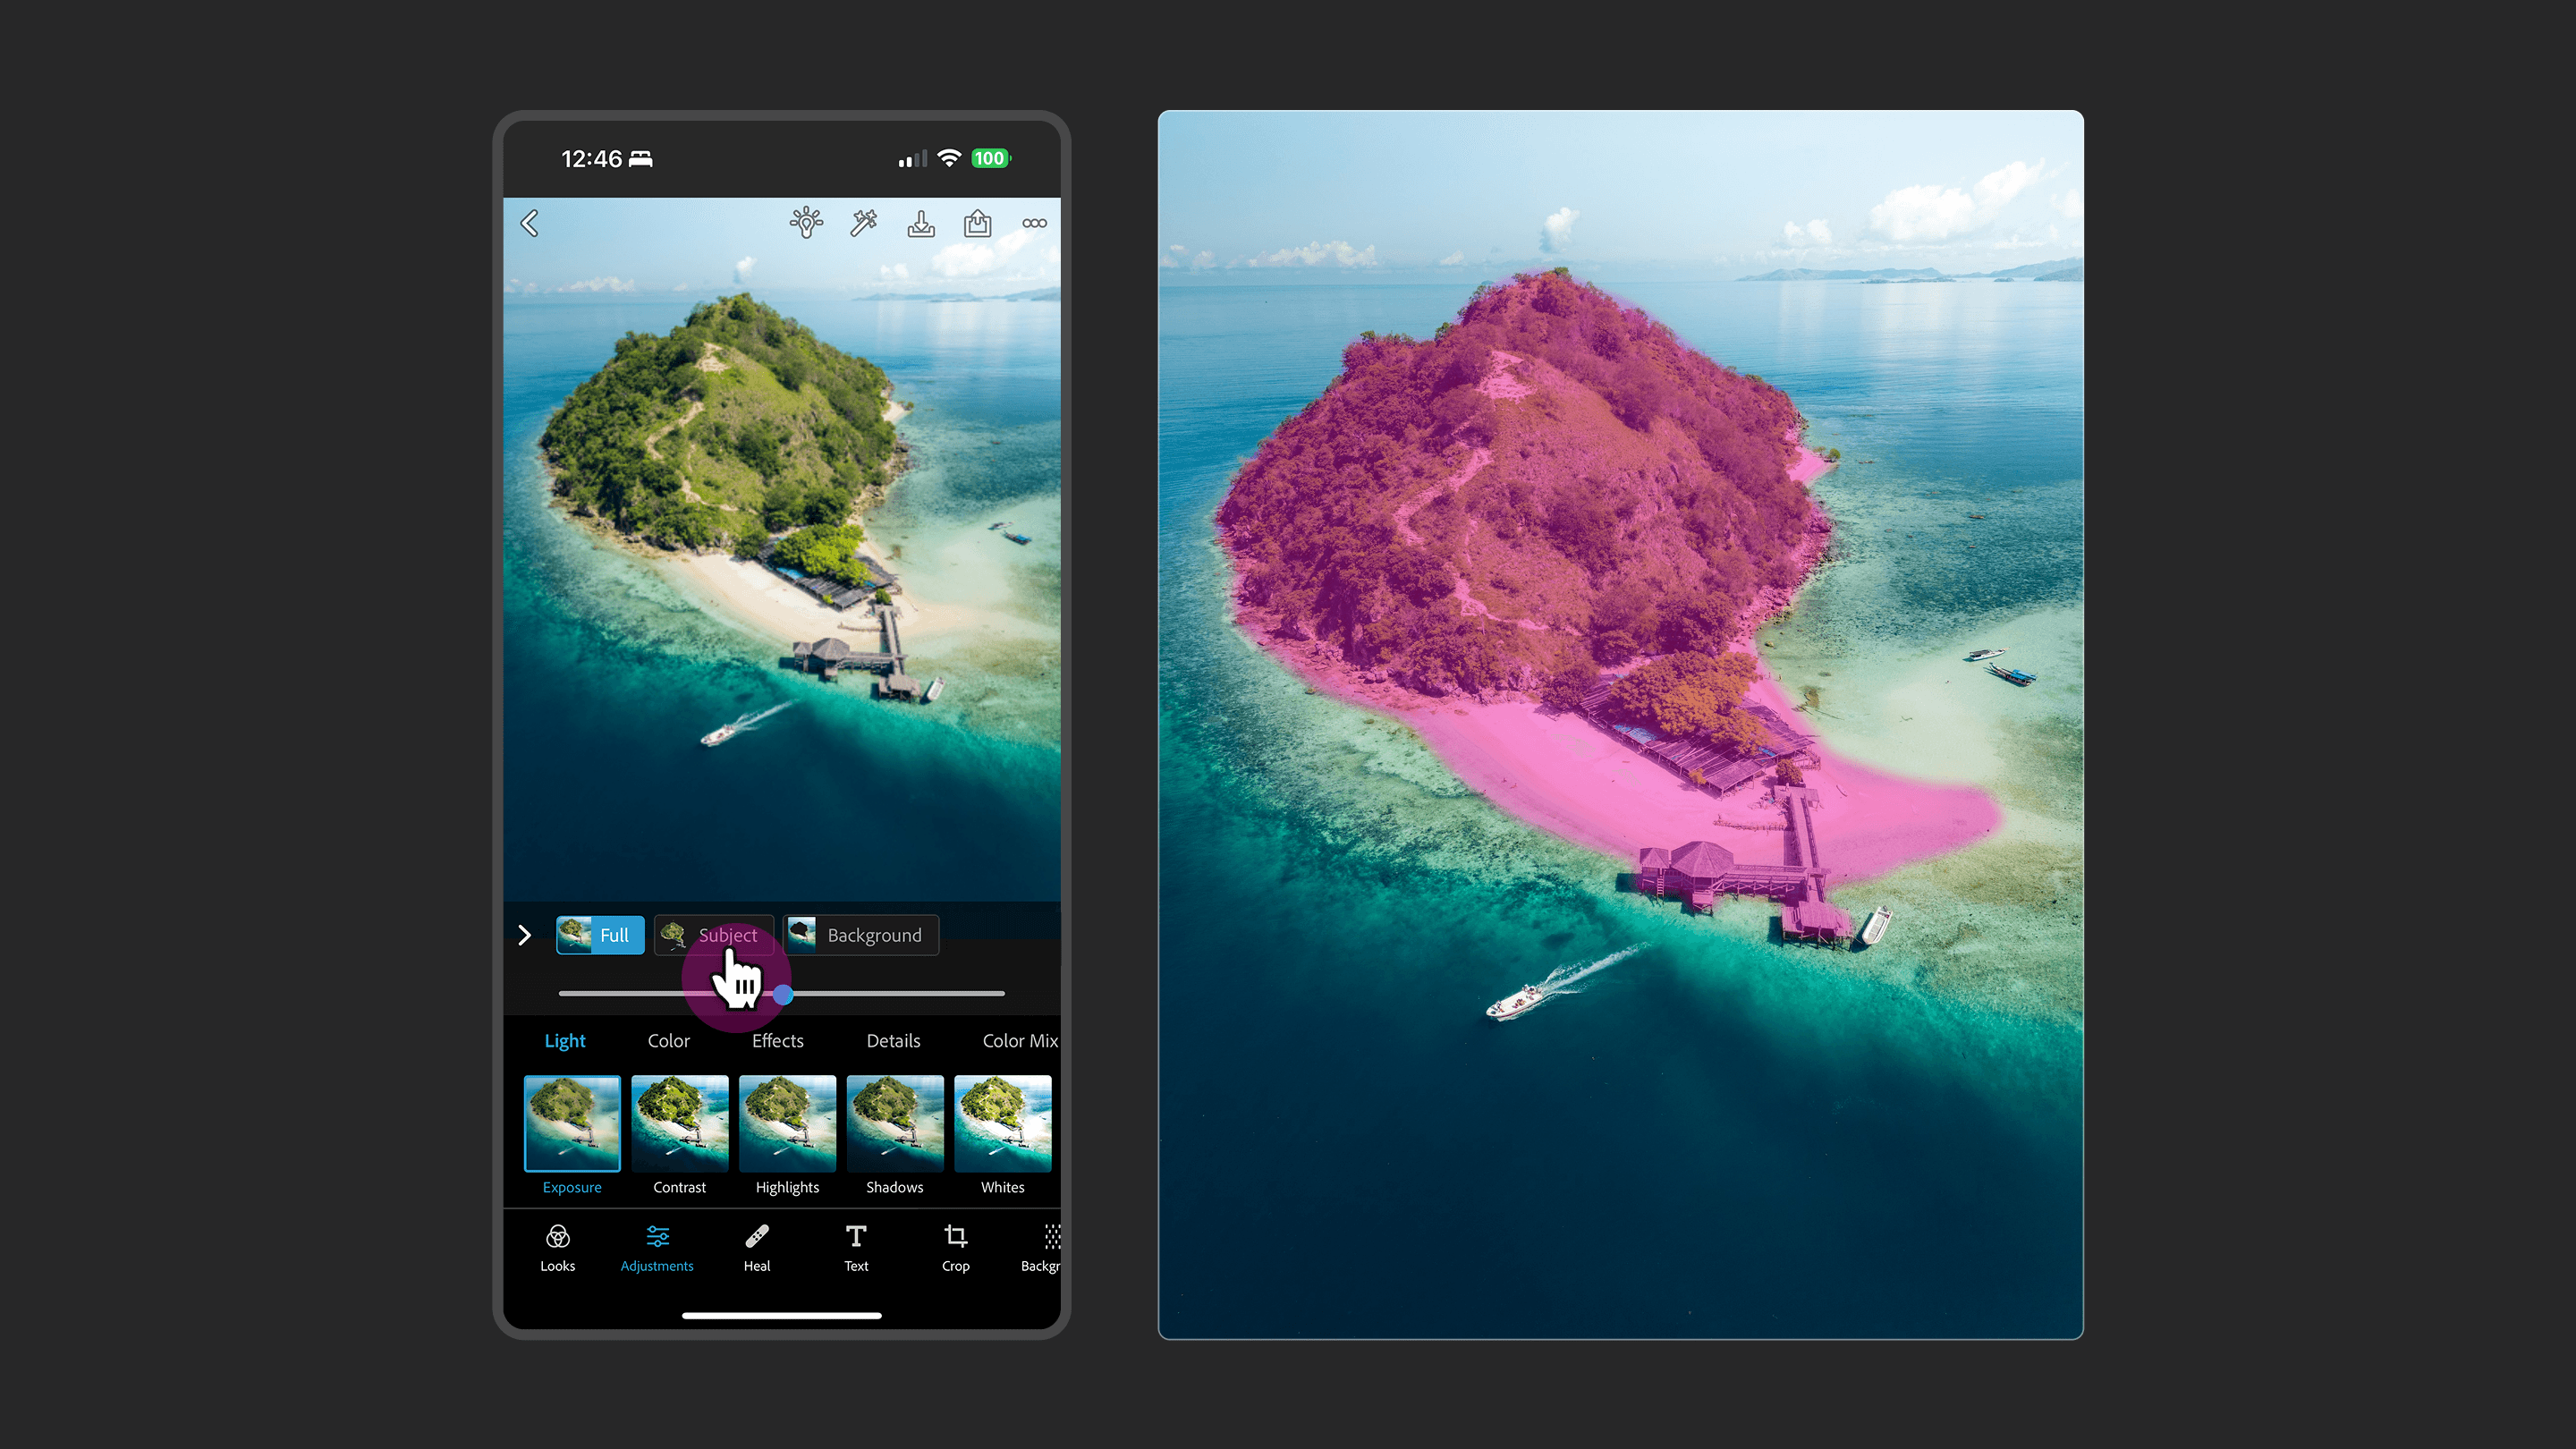 12:46
100
Full
Subject
Background
Light
Color
Effects
Details
Color Mix
Exposure
Contrast
Highlights
Shadows
Whites
Looks
Adjustments
Heal
Text
Crop
Backgr